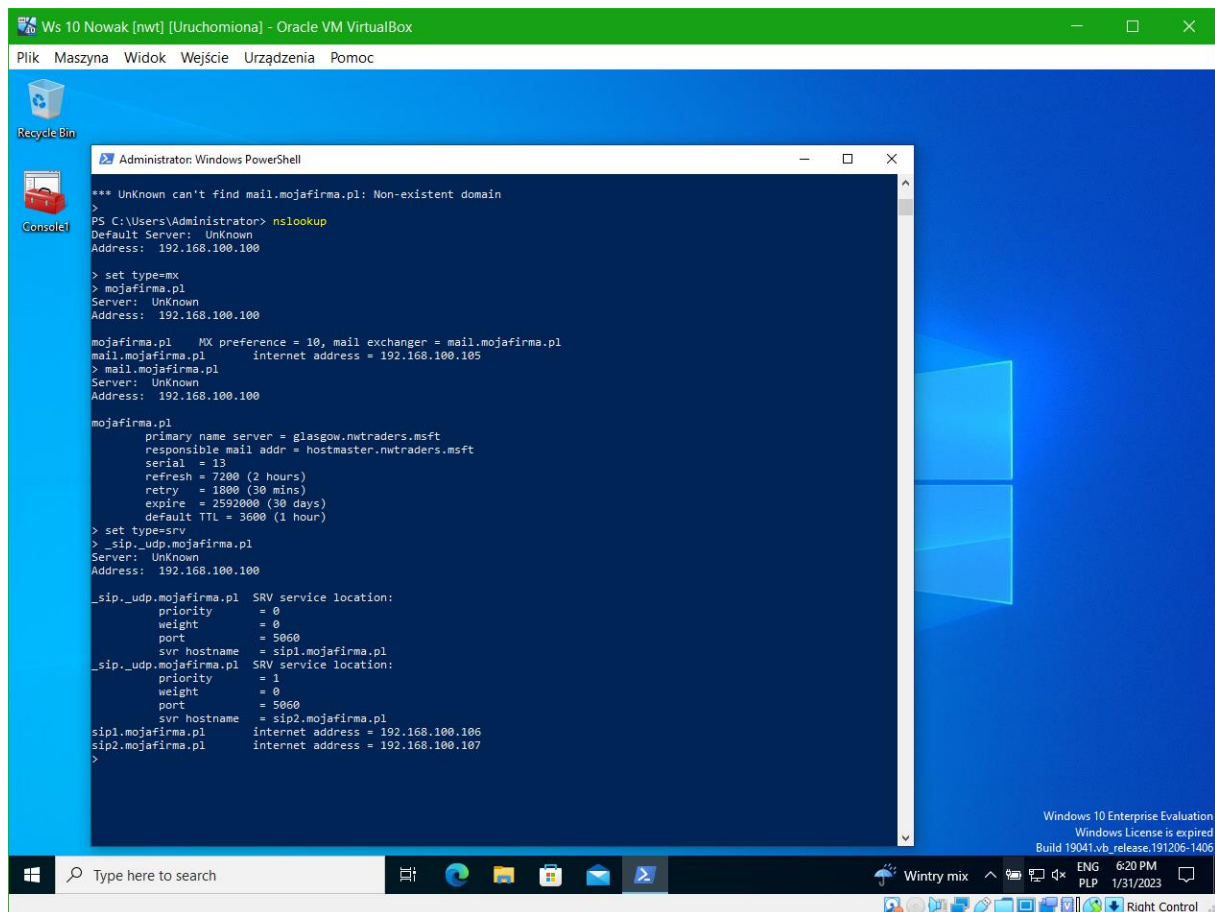 Ws 10 Nowak [nwt] [Uruchomiona] - Oracle VM VirtualBox
Plik Maszyna Widok Wejście Urządzenia Pomoc
Recycle Bin
Console1
Administrator: Windows PowerShell
*** UnKnown can't find mail.mojafirma.pl: Non-existent domain
>
PS C:\Users\Administrator> nslookup
Default Server:  UnKnown
Address:  192.168.100.100
> set type=mx
> mojafirma.pl
Server:  UnKnown
Address:  192.168.100.100
mojafirma.pl    MX preference = 10, mail exchanger = mail.mojafirma.pl
mail.mojafirma.pl       internet address = 192.168.100.105
> mail.mojafirma.pl
Server:  UnKnown
Address:  192.168.100.100
mojafirma.pl
        primary name server = glasgow.nwtraders.msft
        responsible mail addr = hostmaster.nwtraders.msft
        serial  = 13
        refresh = 7200 (2 hours)
        retry   = 1800 (30 mins)
        expire  = 2592000 (30 days)
        default TTL = 3600 (1 hour)
> set type=srv
> _sip._udp.mojafirma.pl
Server:  UnKnown
Address:  192.168.100.100
_sip._udp.mojafirma.pl  SRV service location:
          priority       = 0
          weight         = 0
          port           = 5060
          svr hostname   = sip1.mojafirma.pl
_sip._udp.mojafirma.pl  SRV service location:
          priority       = 1
          weight         = 0
          port           = 5060
          svr hostname   = sip2.mojafirma.pl
sip1.mojafirma.pl       internet address = 192.168.100.106
sip2.mojafirma.pl       internet address = 192.168.100.107
>
Windows 10 Enterprise Evaluation
Windows License is expired
Build 19041.vb_release.191206-1406
Type here to search
Wintry mix
ENG
PLP
6:20 PM
1/31/2023
Right Control